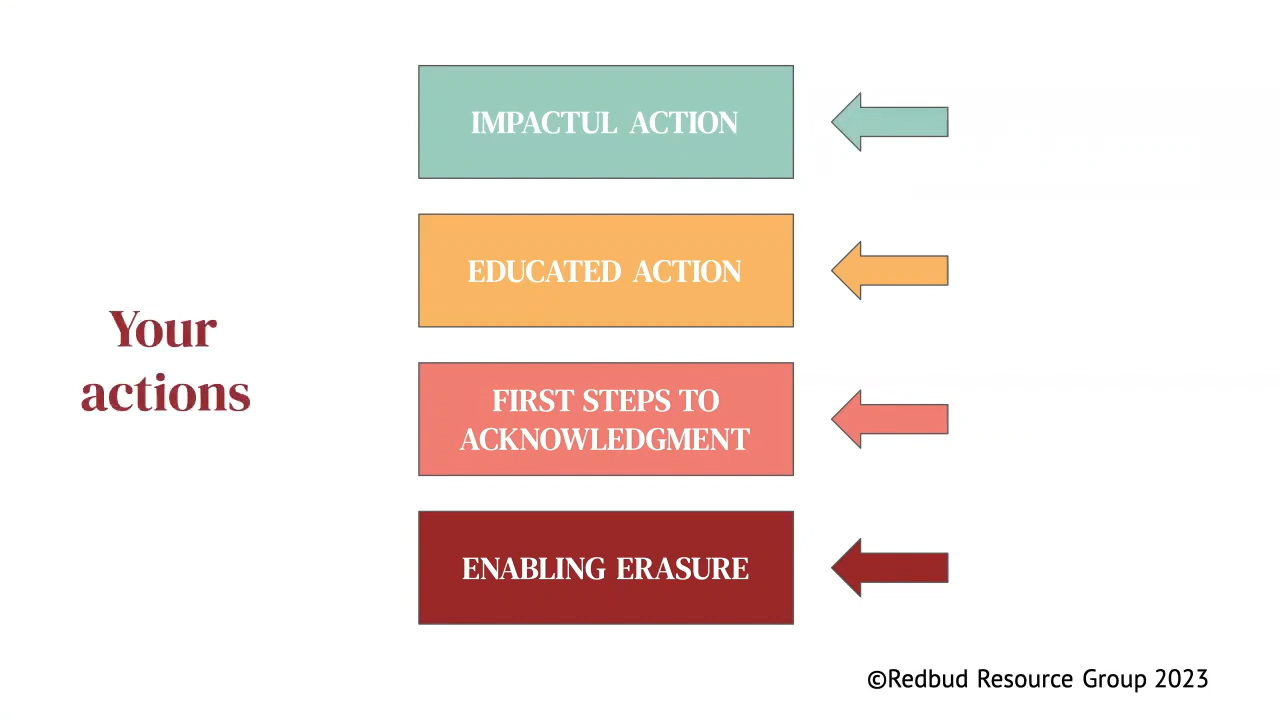 IMPACTUL ACTION
EDUCATED ACTION
Your
actions
FIRST STEPS TO
ACKNOWLEDGMENT
ENABLING ERASURE
©Redbud Resource Group 2023